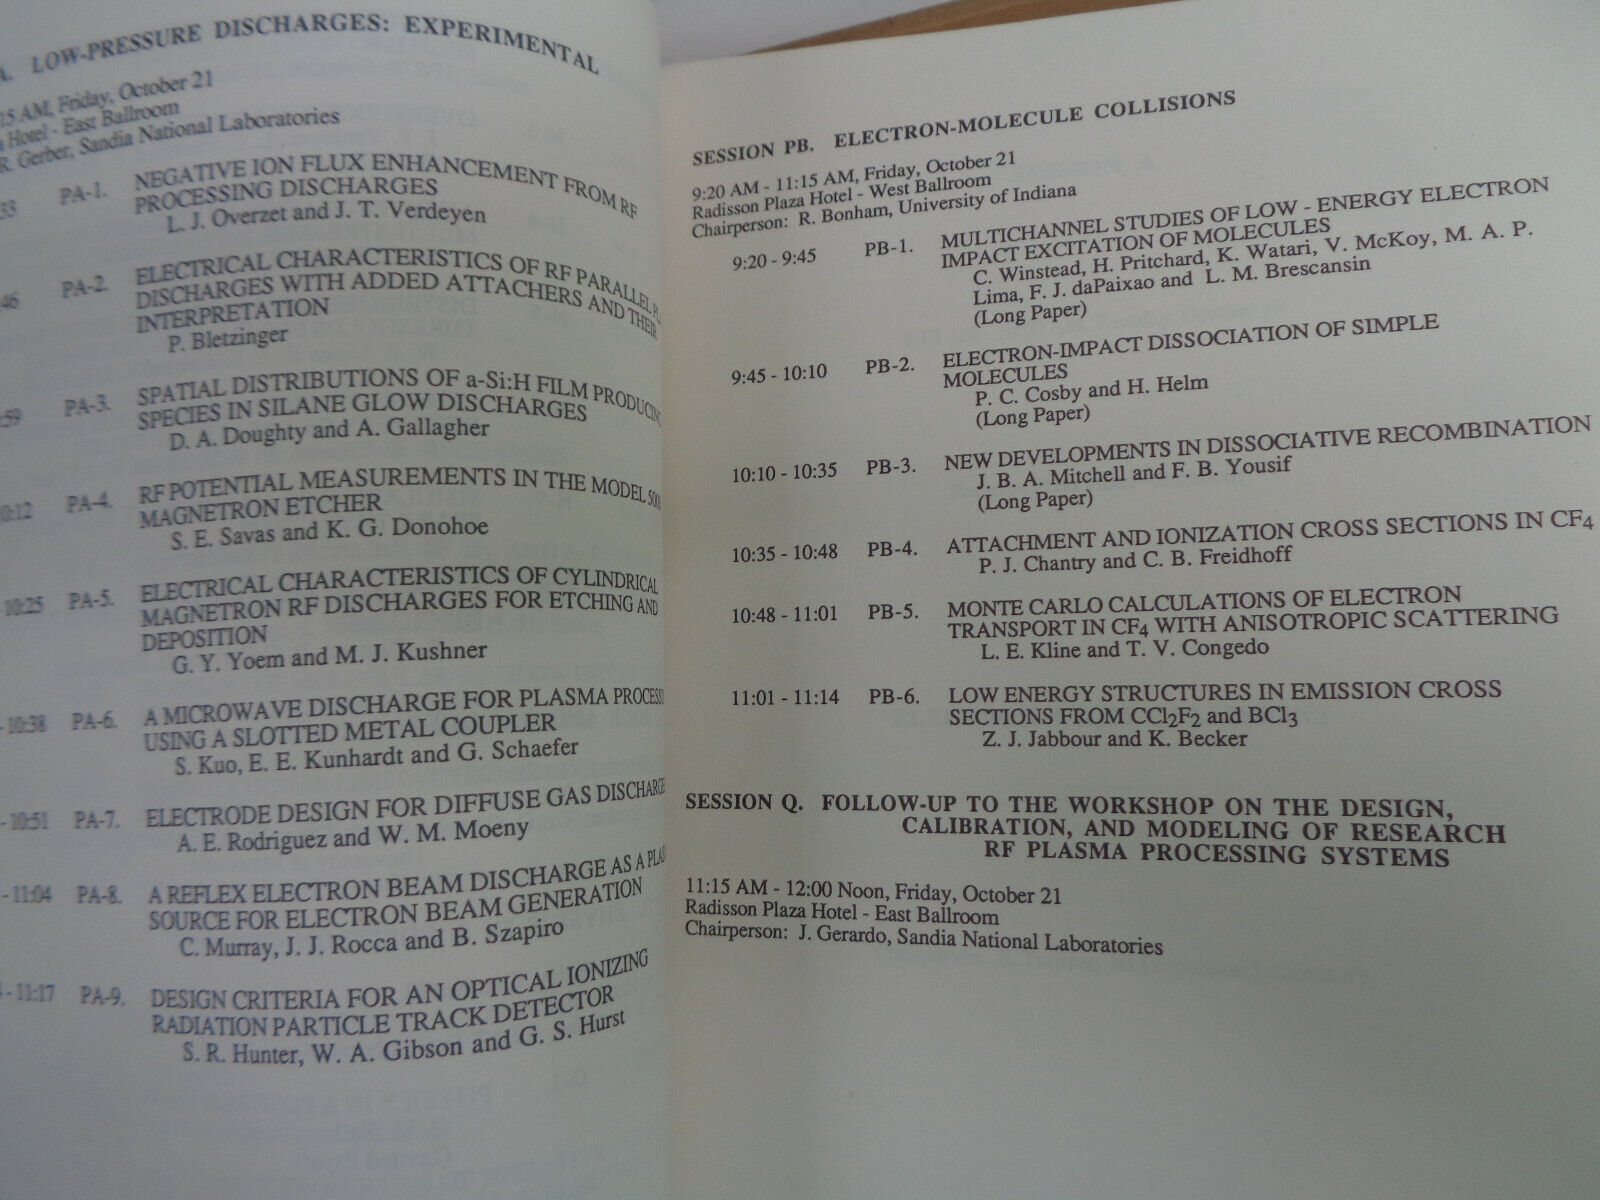 A. LOW-PRESSURE DISCHARGES: EXPERIMENTAL
15 AM, Friday, October 21
Hotel - East Ballroom
R. Gerber, Sandia National Laboratories
33 PA-1. NEGATIVE ION FLUX ENHANCEMENT FROM RF
PROCESSING DISCHARGES
L. J. Overzet and J. T. Verdeyen
46 PA-2. ELECTRICAL CHARACTERISTICS OF RF PARALLEL
DISCHARGES WITH ADDED ATTACHERS AND THEIR
INTERPRETATION
P. Bletzinger
:59 PA-3. SPATIAL DISTRIBUTIONS OF a-Si:H FILM PRODUCING
SPECIES IN SILANE GLOW DISCHARGES
D. A. Doughty and A. Gallagher
10:12 PA-4. RF POTENTIAL MEASUREMENTS IN THE MODEL 5000
MAGNETRON ETCHER
S. E. Savas and K. G. Donohoe
10:25 PA-5. ELECTRICAL CHARACTERISTICS OF CYLINDRICAL
MAGNETRON RF DISCHARGES FOR ETCHING AND
DEPOSITION
G. Y. Yoem and M. J. Kushner
- 10:38 PA-6. A MICROWAVE DISCHARGE FOR PLASMA PROCESSI
USING A SLOTTED METAL COUPLER
S. Kuo, E. E. Kunhardt and G. Schaefer
- 10:51 PA-7. ELECTRODE DESIGN FOR DIFFUSE GAS DISCHARGE
A. E. Rodriguez and W. M. Moeny
- 11:04 PA-8. A REFLEX ELECTRON BEAM DISCHARGE AS A PLAS
SOURCE FOR ELECTRON BEAM GENERATION
C. Murray, J. J. Rocca and B. Szapiro
- 11:17 PA-9. DESIGN CRITERIA FOR AN OPTICAL IONIZING
RADIATION PARTICLE TRACK DETECTOR
S. R. Hunter, W. A. Gibson and G. S. Hurst
SESSION PB. ELECTRON-MOLECULE COLLISIONS
9:20 AM - 11:15 AM, Friday, October 21
Radisson Plaza Hotel - West Ballroom
Chairperson: R. Bonham, University of Indiana
9:20 - 9:45 PB-1. MULTICHANNEL STUDIES OF LOW - ENERGY ELECTRON
IMPACT EXCITATION OF MOLECULES
C. Winstead, H. Pritchard, K. Watari, V. McKoy, M. A. P.
Lima, F. J. daPaixao and L. M. Brescansin
(Long Paper)
9:45 - 10:10 PB-2. ELECTRON-IMPACT DISSOCIATION OF SIMPLE
MOLECULES
P. C. Cosby and H. Helm
(Long Paper)
10:10 - 10:35 PB-3. NEW DEVELOPMENTS IN DISSOCIATIVE RECOMBINATION
J. B. A. Mitchell and F. B. Yousif
(Long Paper)
10:35 - 10:48 PB-4. ATTACHMENT AND IONIZATION CROSS SECTIONS IN CF4
P. J. Chantry and C. B. Freidhoff
10:48 - 11:01 PB-5. MONTE CARLO CALCULATIONS OF ELECTRON
TRANSPORT IN CF4 WITH ANISOTROPIC SCATTERING
L. E. Kline and T. V. Congedo
11:01 - 11:14 PB-6. LOW ENERGY STRUCTURES IN EMISSION CROSS
SECTIONS FROM CCl2F2 and BCl3
Z. J. Jabbour and K. Becker
SESSION Q. FOLLOW-UP TO THE WORKSHOP ON THE DESIGN,
CALIBRATION, AND MODELING OF RESEARCH
RF PLASMA PROCESSING SYSTEMS
11:15 AM - 12:00 Noon, Friday, October 21
Radisson Plaza Hotel - East Ballroom
Chairperson: J. Gerardo, Sandia National Laboratories